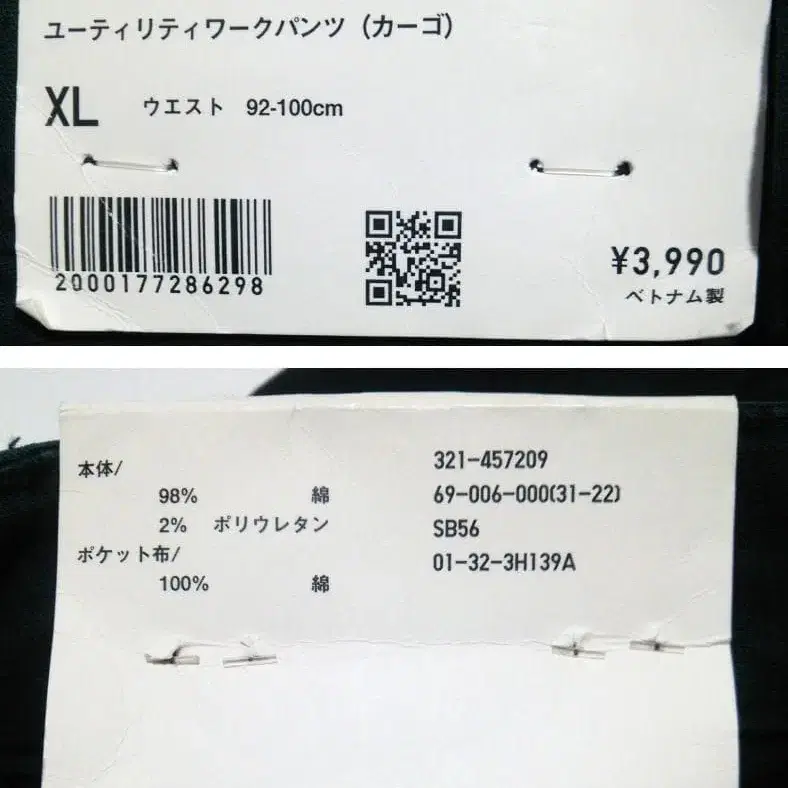 ユーティリティワークパンツ（カーゴ）
XL ウエスト 92-100cm
2000177286298
¥3,990
ベトナム製
本体/
98% 綿
2% ポリウレタン
ポケット布/
100% 綿
321-457209
69-006-000(31-22)
SB56
01-32-3H139A